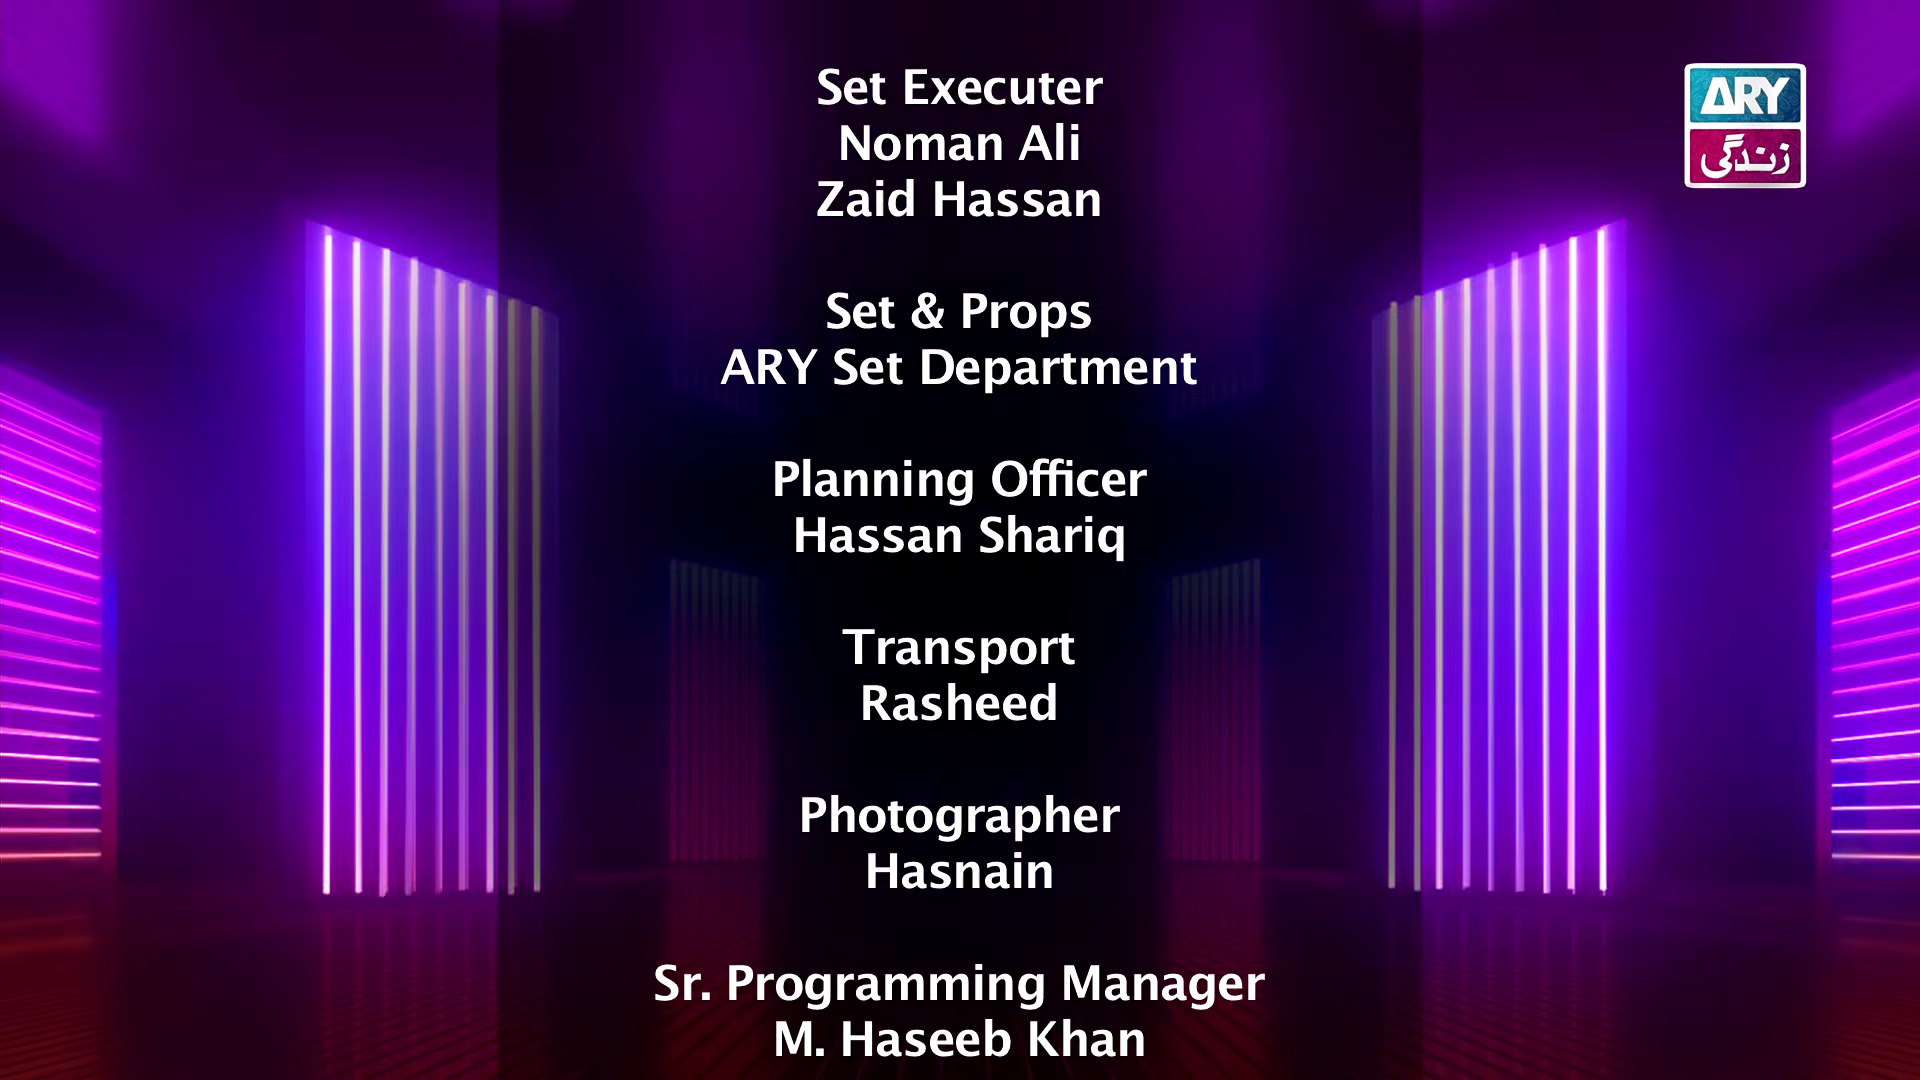 Set Executer
Noman Ali
Zaid Hassan
Set & Props
ARY Set Department
Planning Officer
Hassan Shariq
Transport
Rasheed
Photographer
Hasnain
Sr. Programming Manager
M. Haseeb Khan
ARY
زندگی